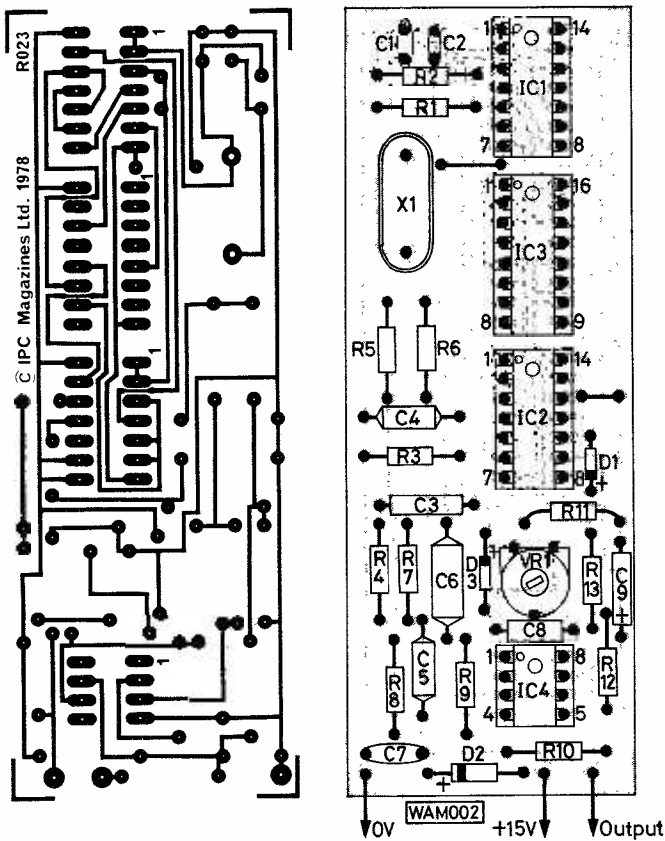 R023
© IPC Magazines Ltd. 1978
1
1
1
1
C1
C2
1
14
R2
IC1
R1
7
8
X1
1
16
IC3
8
9
R5
R6
1
14
C4
IC2
R3
D1
7
8
+
C3
R11
R4
R7
C6
D3
+
VR1
R13
C9
+
C8
C5
R8
R9
1
8
IC4
4
5
R12
C7
D2
+
R10
WAM002
0V
+15V
Output